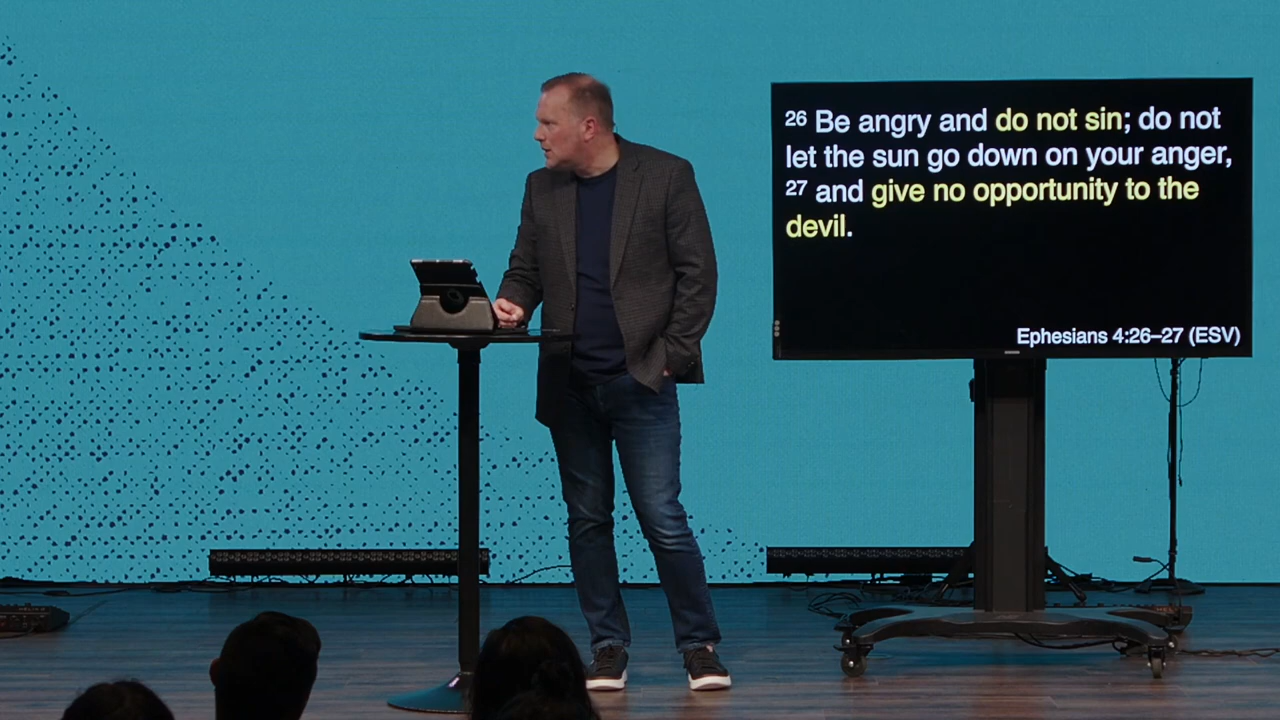 26 Be angry and do not sin; do not
let the sun go down on your anger,
27 and give no opportunity to the
devil.
Ephesians 4:26–27 (ESV)